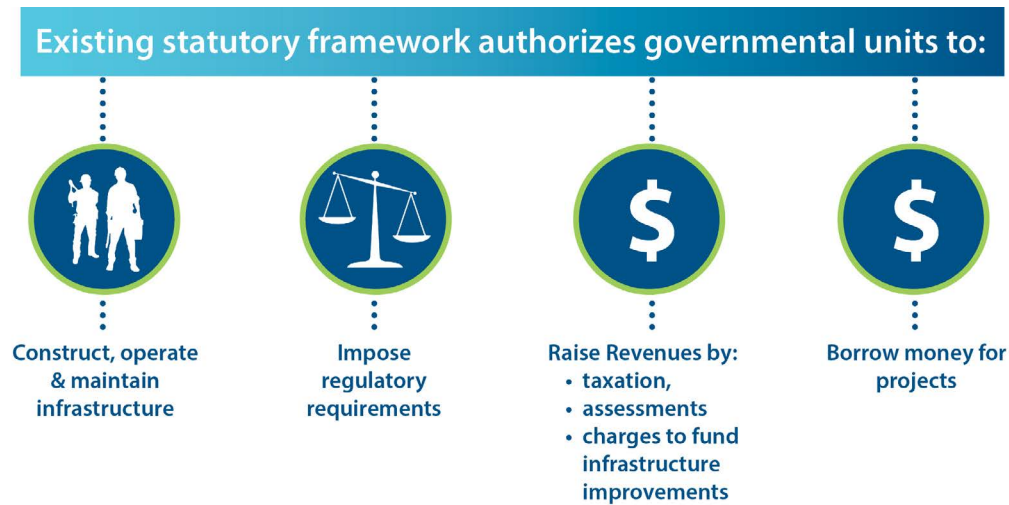 Existing statutory framework authorizes governmental units to:
$
$
Construct, operate
& maintain
infrastructure
Impose
regulatory
requirements
Raise Revenues by:
• taxation,
• assessments
• charges to fund
infrastructure
improvements
Borrow money for
projects